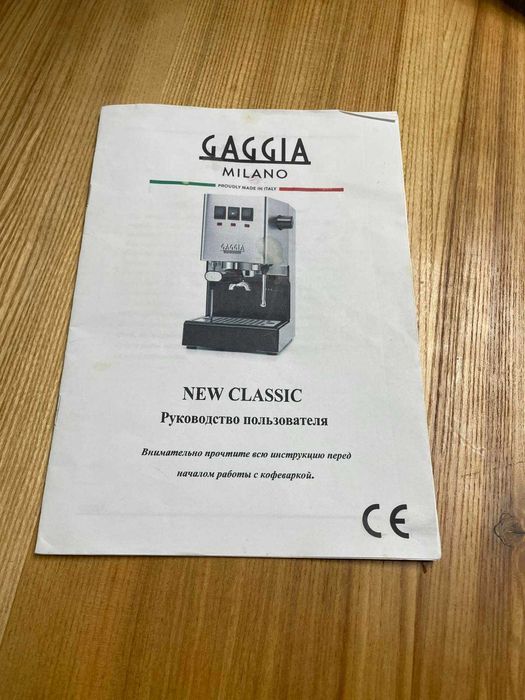 GAGGIA
MILANO
PROUDLY MADE IN ITALY
GAGGIA
NEW CLASSIC
Руководство пользователя
Внимательно прочтите всю инструкцию перед
началом работы с кофеваркой.
CE